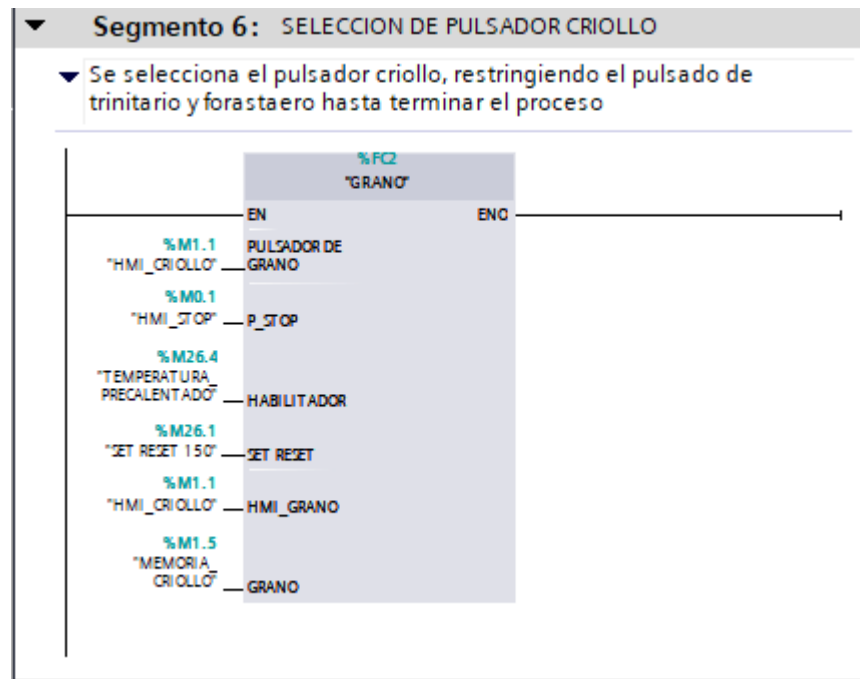 Segmento 6: SELECCION DE PULSADOR CRIOLLO
Se selecciona el pulsador criollo, restringiendo el pulsado de
trinitario y forastaero hasta terminar el proceso
%FC2
"GRANO"
EN ENO
%M1.1
"HMI_CRIOLLO"
PULSADOR DE
GRANO
%M0.1
"HMI_STOP" P_STOP
%M26.4
"TEMPERATURA_
PRECALENTADO" HABILITADOR
%M26.1
"SET RESET 150" SET RESET
%M1.1
"HMI_CRIOLLO" HMI_GRANO
%M1.5
"MEMORIA_
CRIOLLO" GRANO